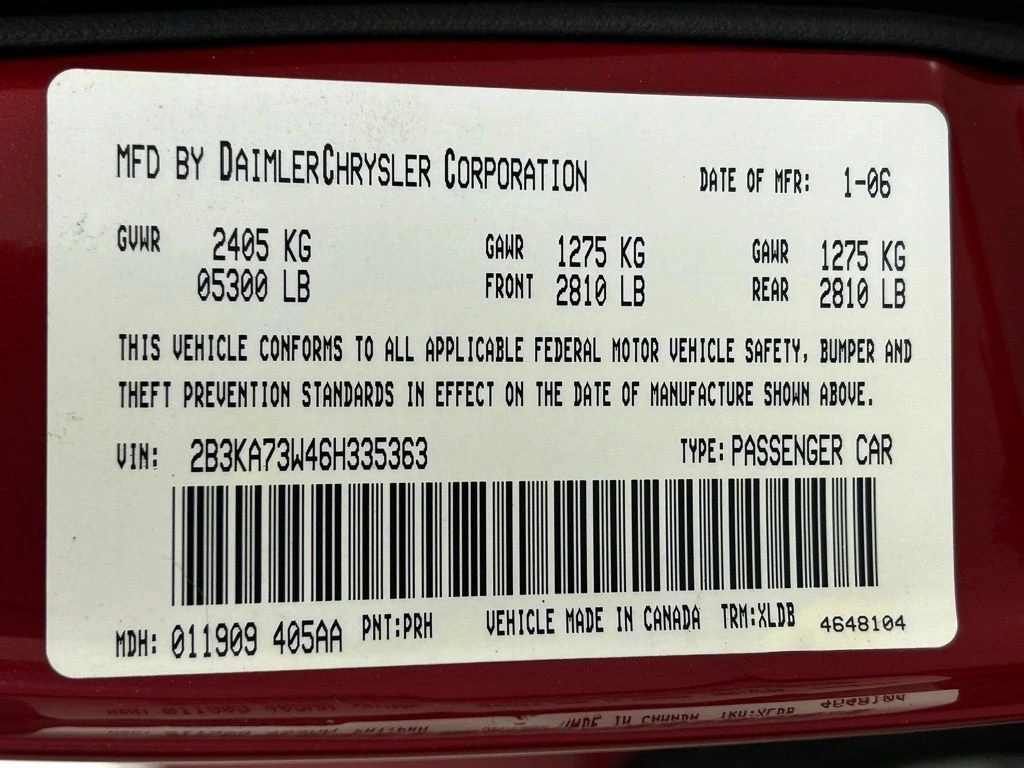 MFD BY DAIMLERCHRYSLER CORPORATION DATE OF MFR: 1-06
GVWR 2405 KG GAWR 1275 KG GAWR 1275 KG
05300 LB FRONT 2810 LB REAR 2810 LB
THIS VEHICLE CONFORMS TO ALL APPLICABLE FEDERAL MOTOR VEHICLE SAFETY, BUMPER AND
THEFT PREVENTION STANDARDS IN EFFECT ON THE DATE OF MANUFACTURE SHOWN ABOVE.
VIN: 2B3KA73W46H335363 TYPE: PASSENGER CAR
MDH: 011909 405AA PNT:PRH VEHICLE MADE IN CANADA TRM:XLDB 4648104